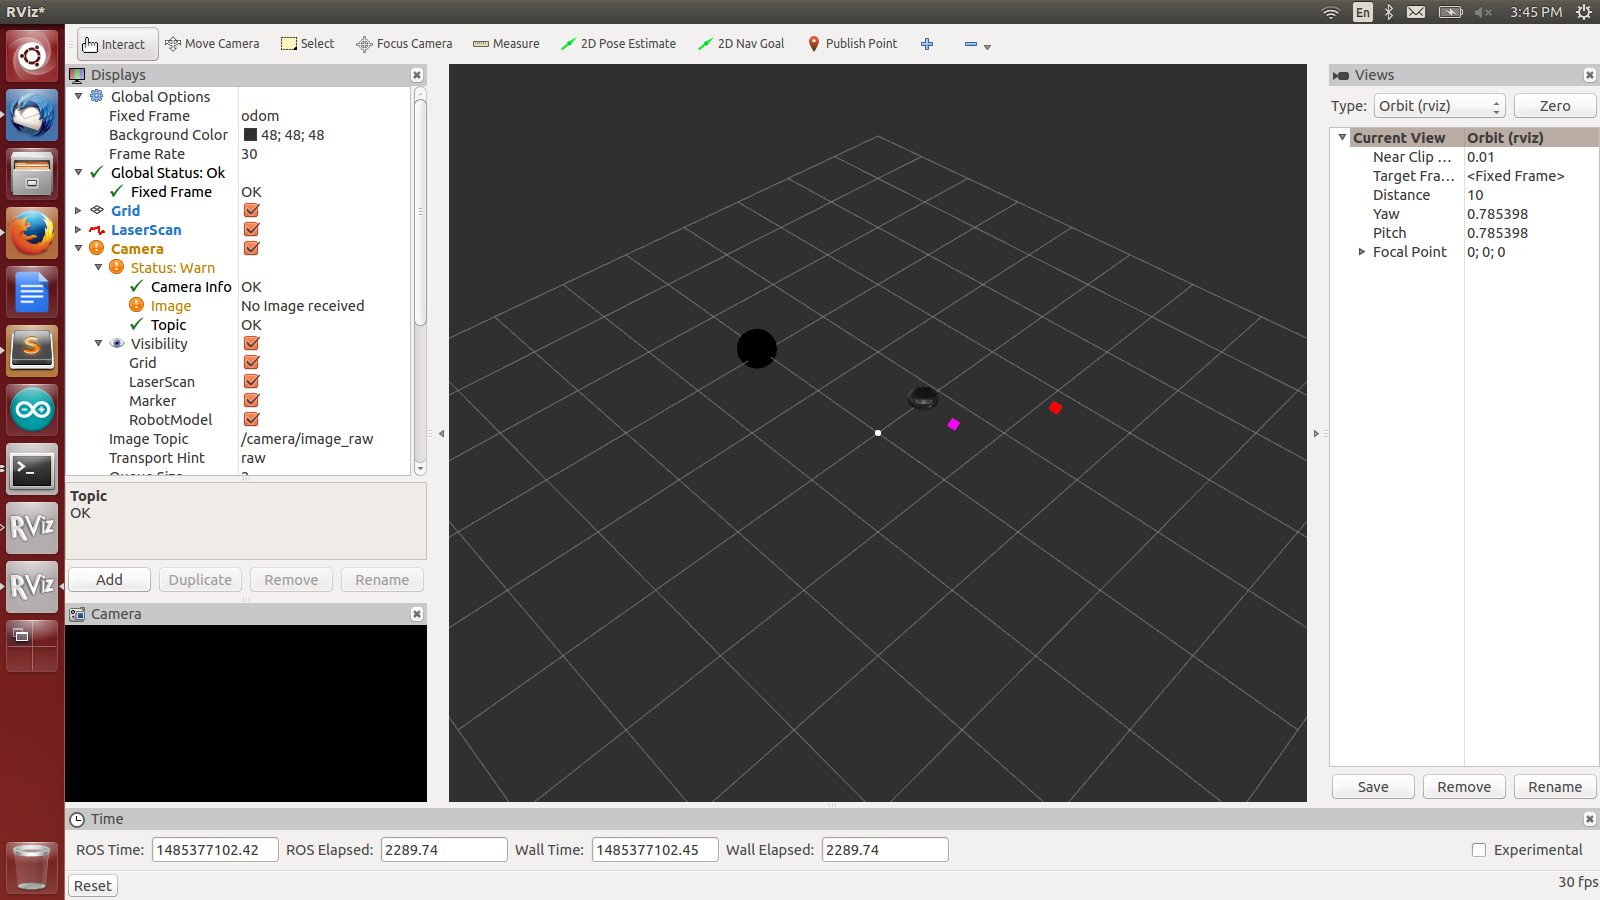 RViz*
En
3:45 PM
Interact
Move Camera
Select
Focus Camera
Measure
2D Pose Estimate
2D Nav Goal
Publish Point
Displays
Global Options
Fixed Frame odom
Background Color 48; 48; 48
Frame Rate 30
Global Status: Ok
Fixed Frame OK
Grid
LaserScan
Camera
Status: Warn
Camera Info OK
Image No Image received
Topic OK
Visibility
Grid
LaserScan
Marker
RobotModel
Image Topic /camera/image_raw
Transport Hint raw
Topic
OK
Add Duplicate Remove Rename
Camera
RViz
RViz
Views
Type: Orbit (rviz) Zero
Current View Orbit (rviz)
Near Clip ... 0.01
Target Fra... <Fixed Frame>
Distance 10
Yaw 0.785398
Pitch 0.785398
Focal Point 0; 0; 0
Save Remove Rename
Time
ROS Time: 1485377102.42 ROS Elapsed: 2289.74 Wall Time: 1485377102.45 Wall Elapsed: 2289.74 Experimental
Reset 30 fps